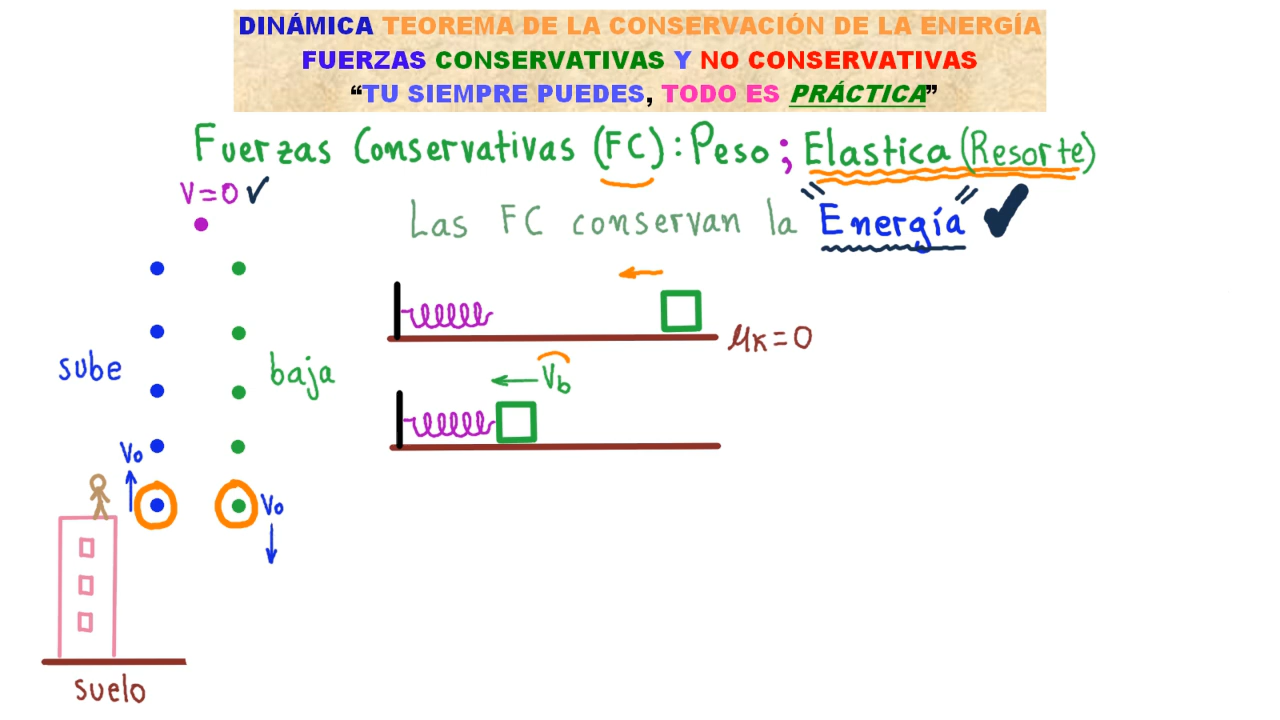 DINÁMICA TEOREMA DE LA CONSERVACIÓN DE LA ENERGÍA
FUERZAS CONSERVATIVAS Y NO CONSERVATIVAS
“TU SIEMPRE PUEDES, TODO ES PRÁCTICA”
Fuerzas Conservativas (FC): Peso; Elastica (Resorte)
V=0 ✓
Las FC conservan la "Energía" ✔
μk=0
sube
baja
Vb
Vo
Vo
suelo